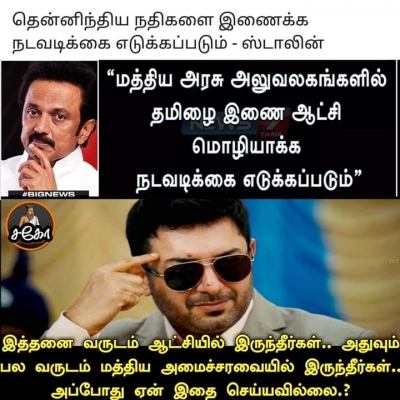 தென்னிந்திய நதிகளை இணைக்க
நடவடிக்கை எடுக்கப்படும் - ஸ்டாலின்
“மத்திய அரசு அலுவலகங்களில்
தமிழை இணை ஆட்சி
மொழியாக்க
நடவடிக்கை எடுக்கப்படும்”
#BIGNEWS
சகோ
இத்தனை வருடம் ஆட்சியில் இருந்தீர்கள்.. அதுவும்
பல வருடம் மத்திய அமைச்சரவையில் இருந்தீர்கள்..
அப்போது ஏன் இதை செய்யவில்லை.?